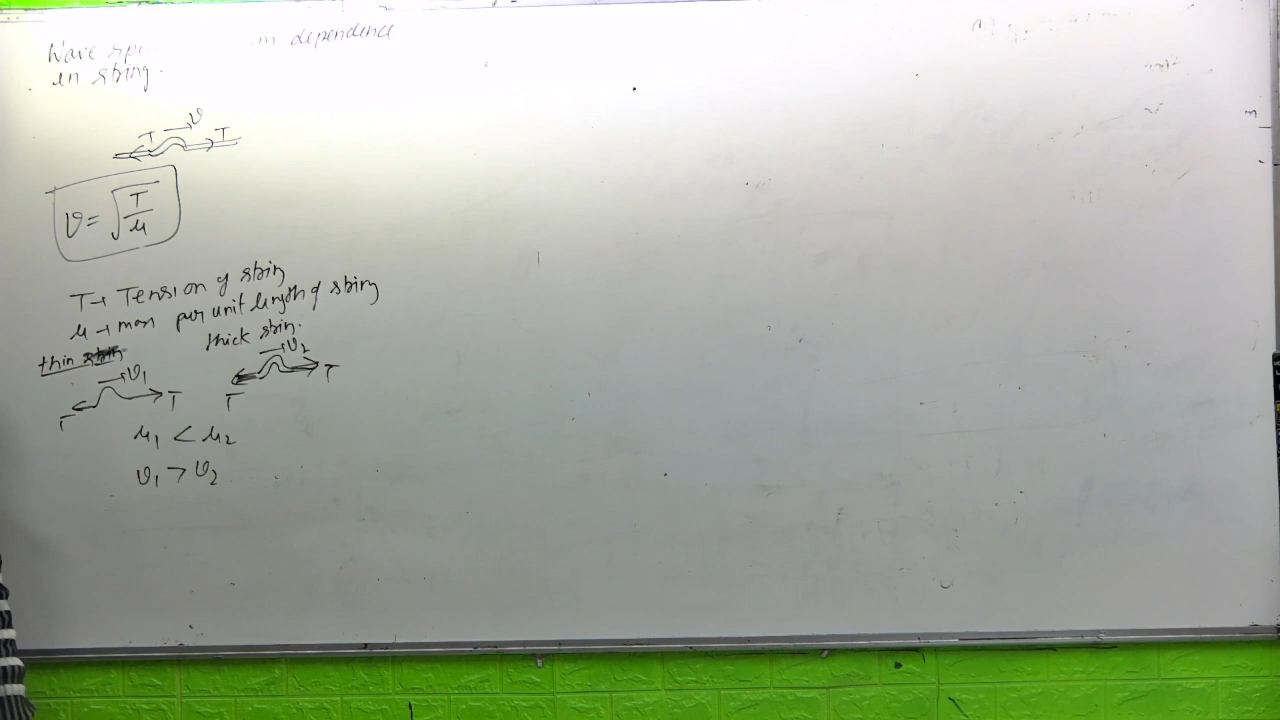 Wave dependence
in string.
T v T
v = √(T/μ)
T → Tension of string
μ → mass per unit length of string
thin thick string.
v₁ v₂
T T T T
μ₁ < μ₂
v₁ > v₂